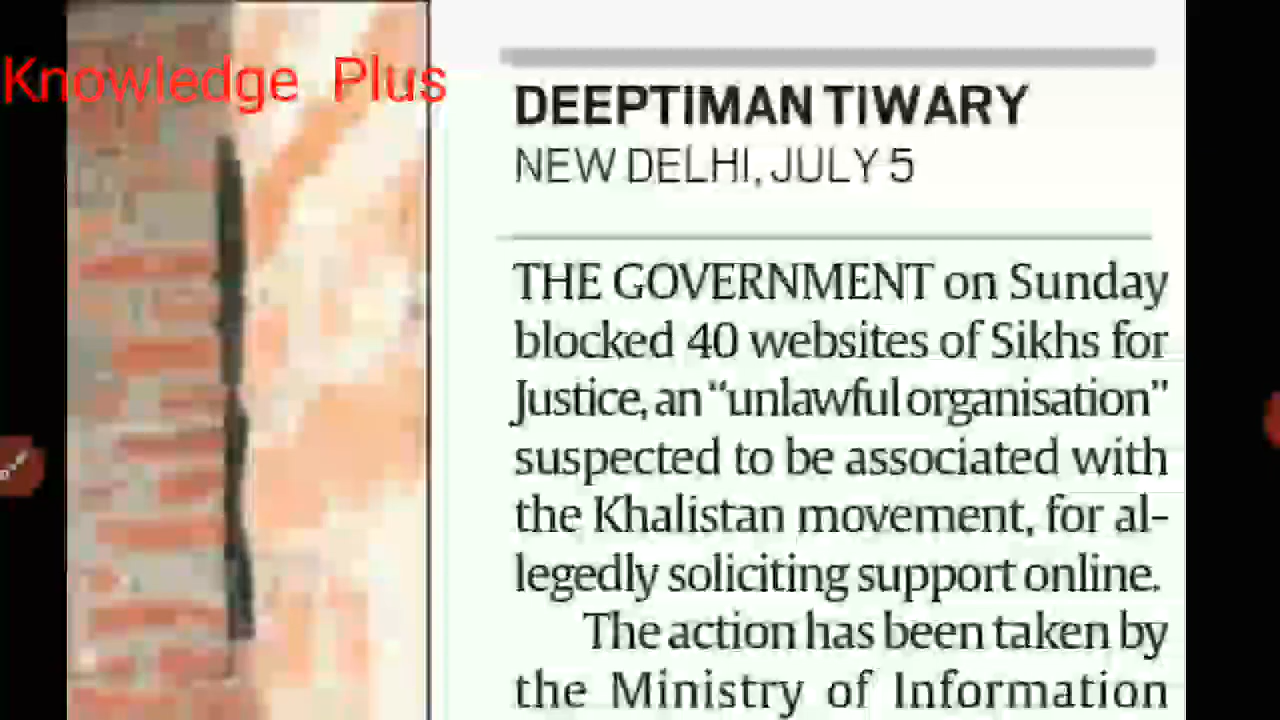 Knowledge Plus
DEEPTIMAN TIWARY
NEW DELHI, JULY 5
THE GOVERNMENT on Sunday
blocked 40 websites of Sikhs for
Justice, an “unlawful organisation”
suspected to be associated with
the Khalistan movement, for al-
legedly soliciting support online.
The action has been taken by
the Ministry of Information